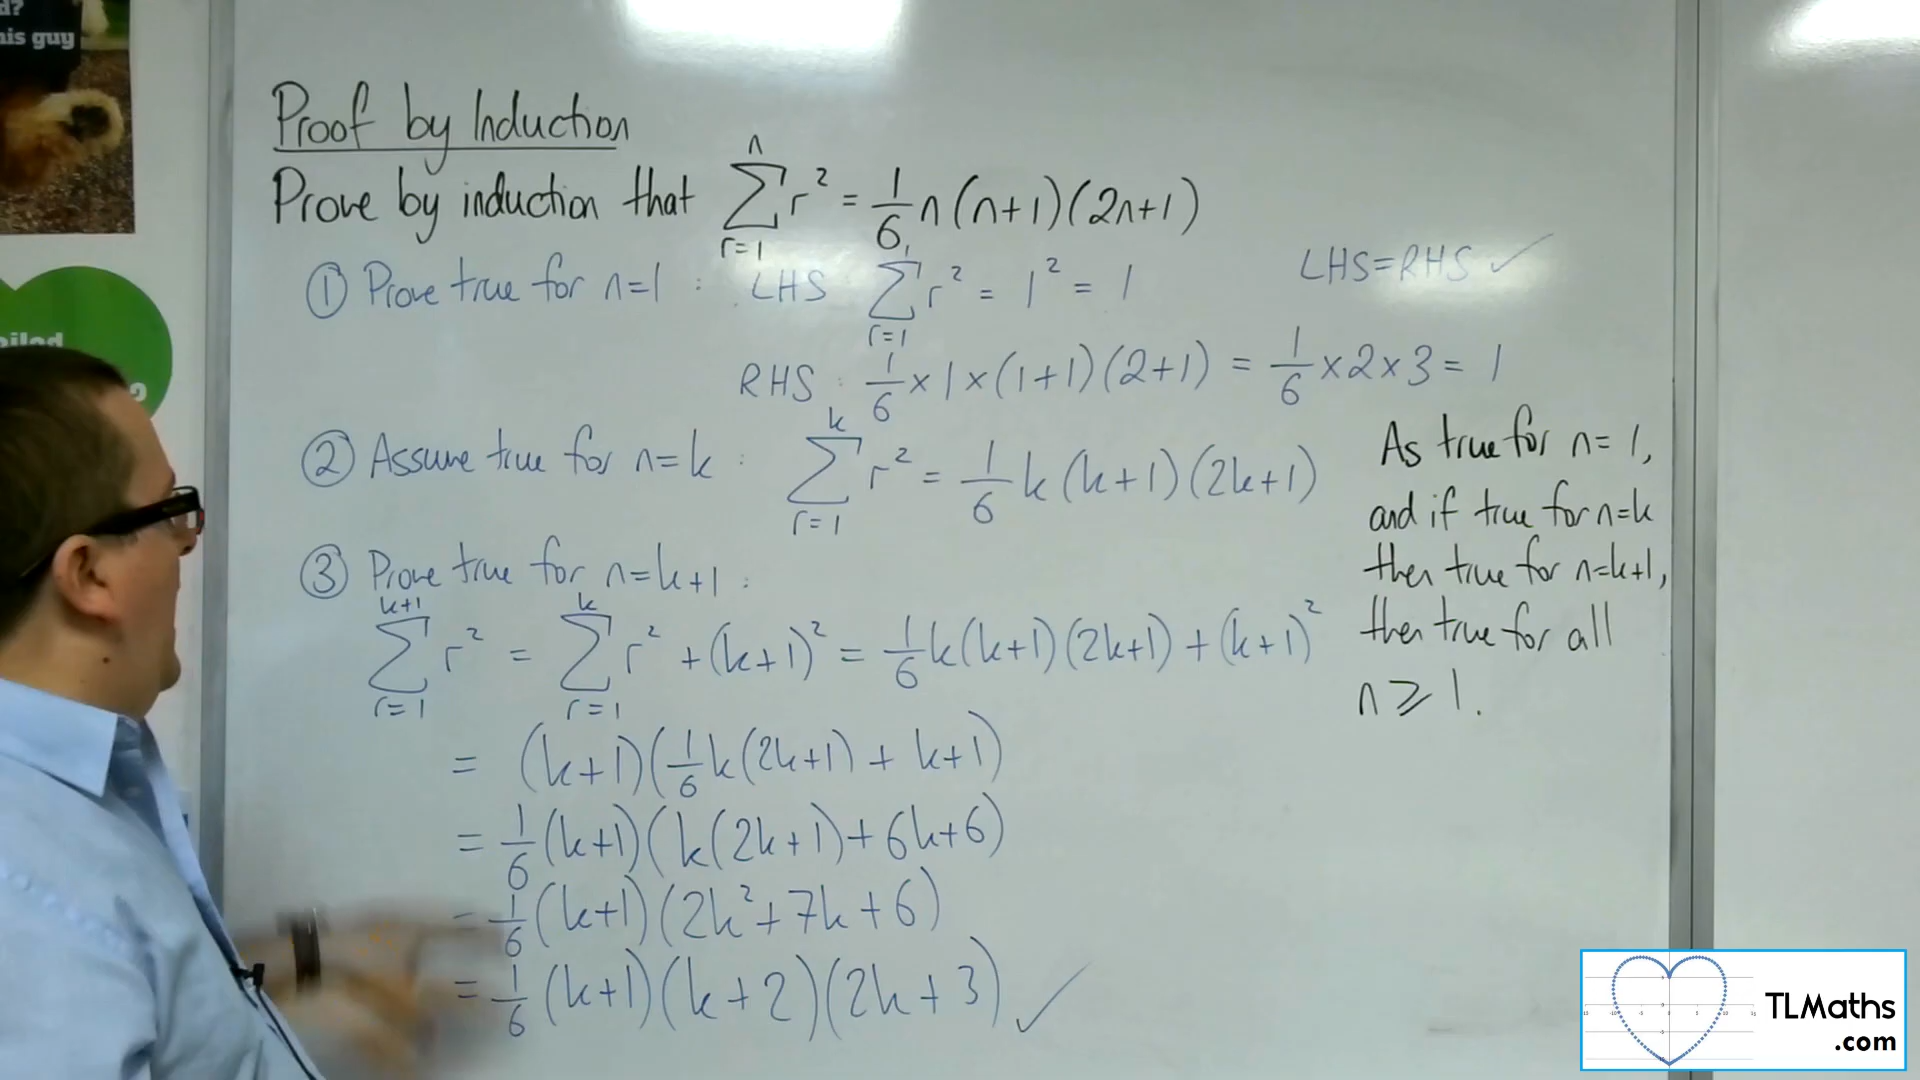 d?
his guy
Proof by Induction
Prove by induction that n∑r=1 r² = 1/6 n(n+1)(2n+1)
① Prove true for n=1 : LHS 1∑r=1 r² = 1² = 1
LHS=RHS ✓
RHS : 1/6 × 1 × (1+1)(2+1) = 1/6 × 2 × 3 = 1
② Assume true for n=k : k∑r=1 r² = 1/6 k(k+1)(2k+1)
③ Prove true for n=k+1 :
k+1∑r=1 r² = k∑r=1 r² + (k+1)² = 1/6 k(k+1)(2k+1) + (k+1)²
= (k+1)(1/6 k(2k+1) + k+1)
= 1/6 (k+1)(k(2k+1)+6k+6)
= 1/6 (k+1)(2k²+7k+6)
= 1/6 (k+1)(k+2)(2k+3) ✓
As true for n=1,
and if true for n=k
then true for n=k+1,
then true for all
n ⩾ 1.
TLMaths
.com